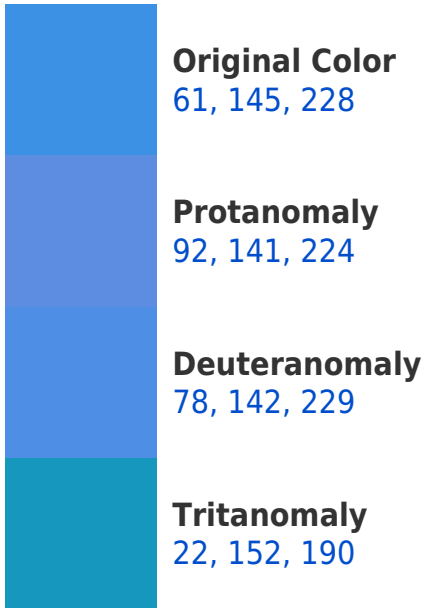 Original Color
61, 145, 228
Protanomaly
92, 141, 224
Deuteranomaly
78, 142, 229
Tritanomaly
22, 152, 190